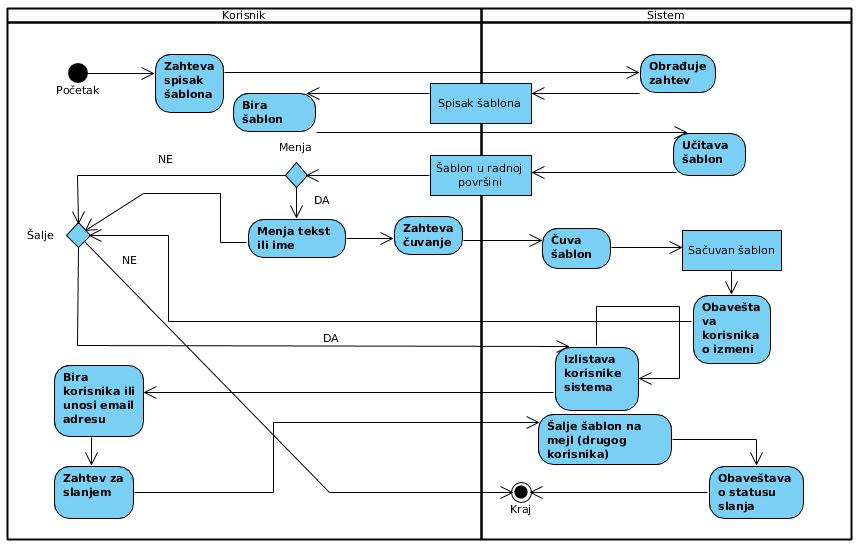 Korisnik
Sistem
Početak
Zahteva
spisak
šablona
Obrađuje
zahtev
Bira
šablon
Spisak šablona
Učitava
šablon
Menja
NE
Šablon u radnoj
površini
DA
Šalje
NE
Menja tekst
ili ime
Zahteva
čuvanje
Čuva
šablon
Sačuvan šablon
Obavešta
va
korisnika
o izmeni
DA
Izlistava
korisnike
sistema
Bira
korisnika ili
unosi email
adresu
Šalje šablon na
mejl (drugog
korisnika)
Zahtev za
slanjem
Kraj
Obaveštava
o statusu
slanja